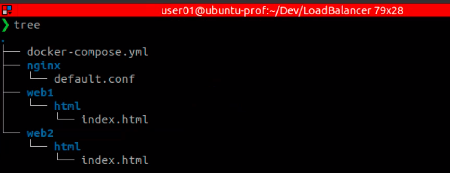 user01@ubuntu-prof:~/Dev/LoadBalancer 79x28
❯ tree
.
├── docker-compose.yml
├── nginx
│   └── default.conf
├── web1
│   └── html
│       └── index.html
└── web2
    └── html
        └── index.html